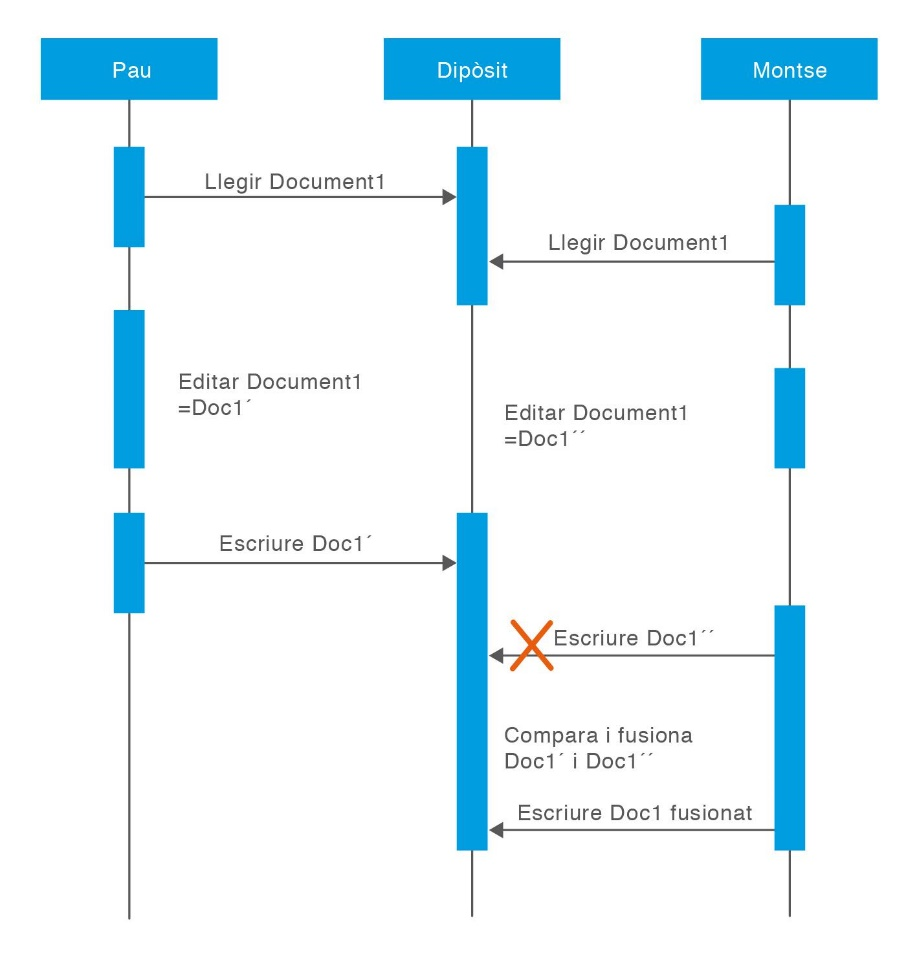 Pau
Dipòsit
Montse
Llegir Document1
Llegir Document1
Editar Document1
=Doc1´
Editar Document1
=Doc1´´
Escriure Doc1´
Escriure Doc1´´
Compara i fusiona
Doc1´ i Doc1´´
Escriure Doc1 fusionat